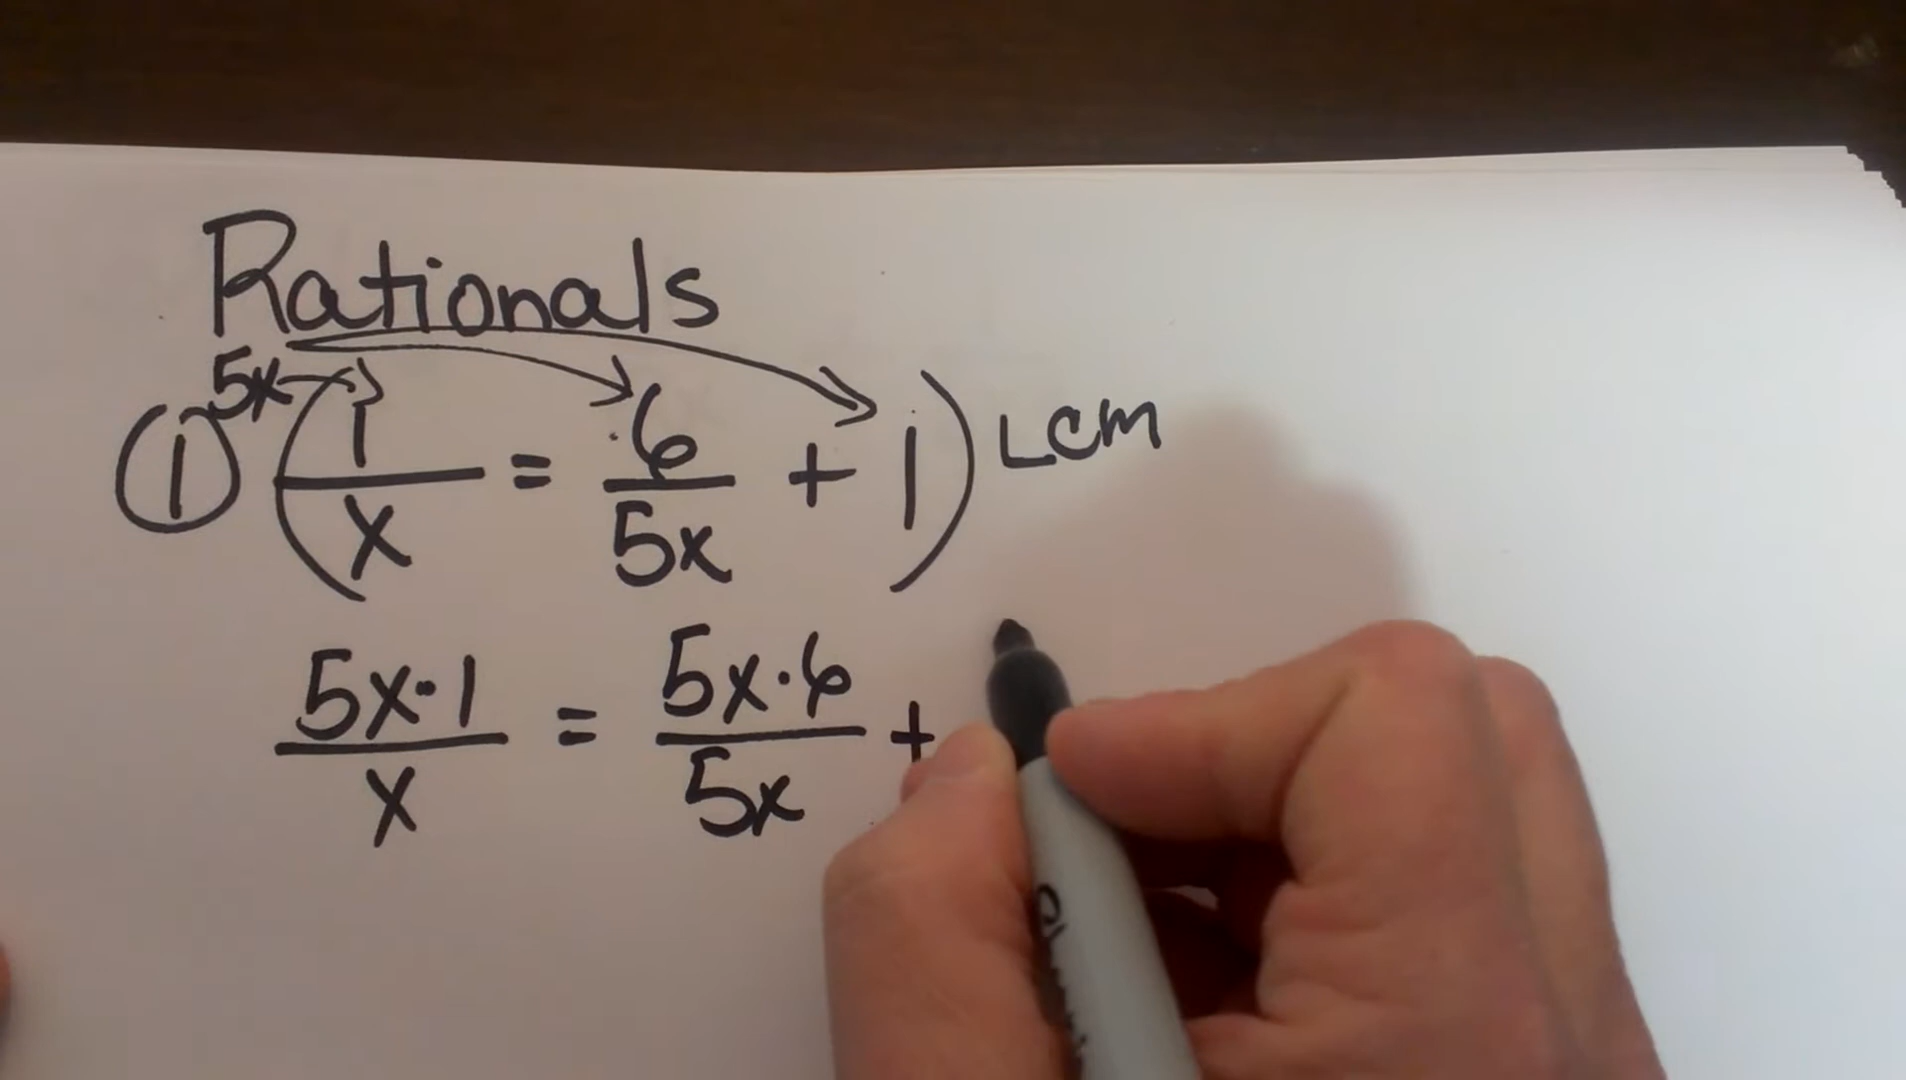 Rationals
① 5x ( 1/x = 6/5x + 1 ) LCM
5x·1/x = 5x·6/5x +